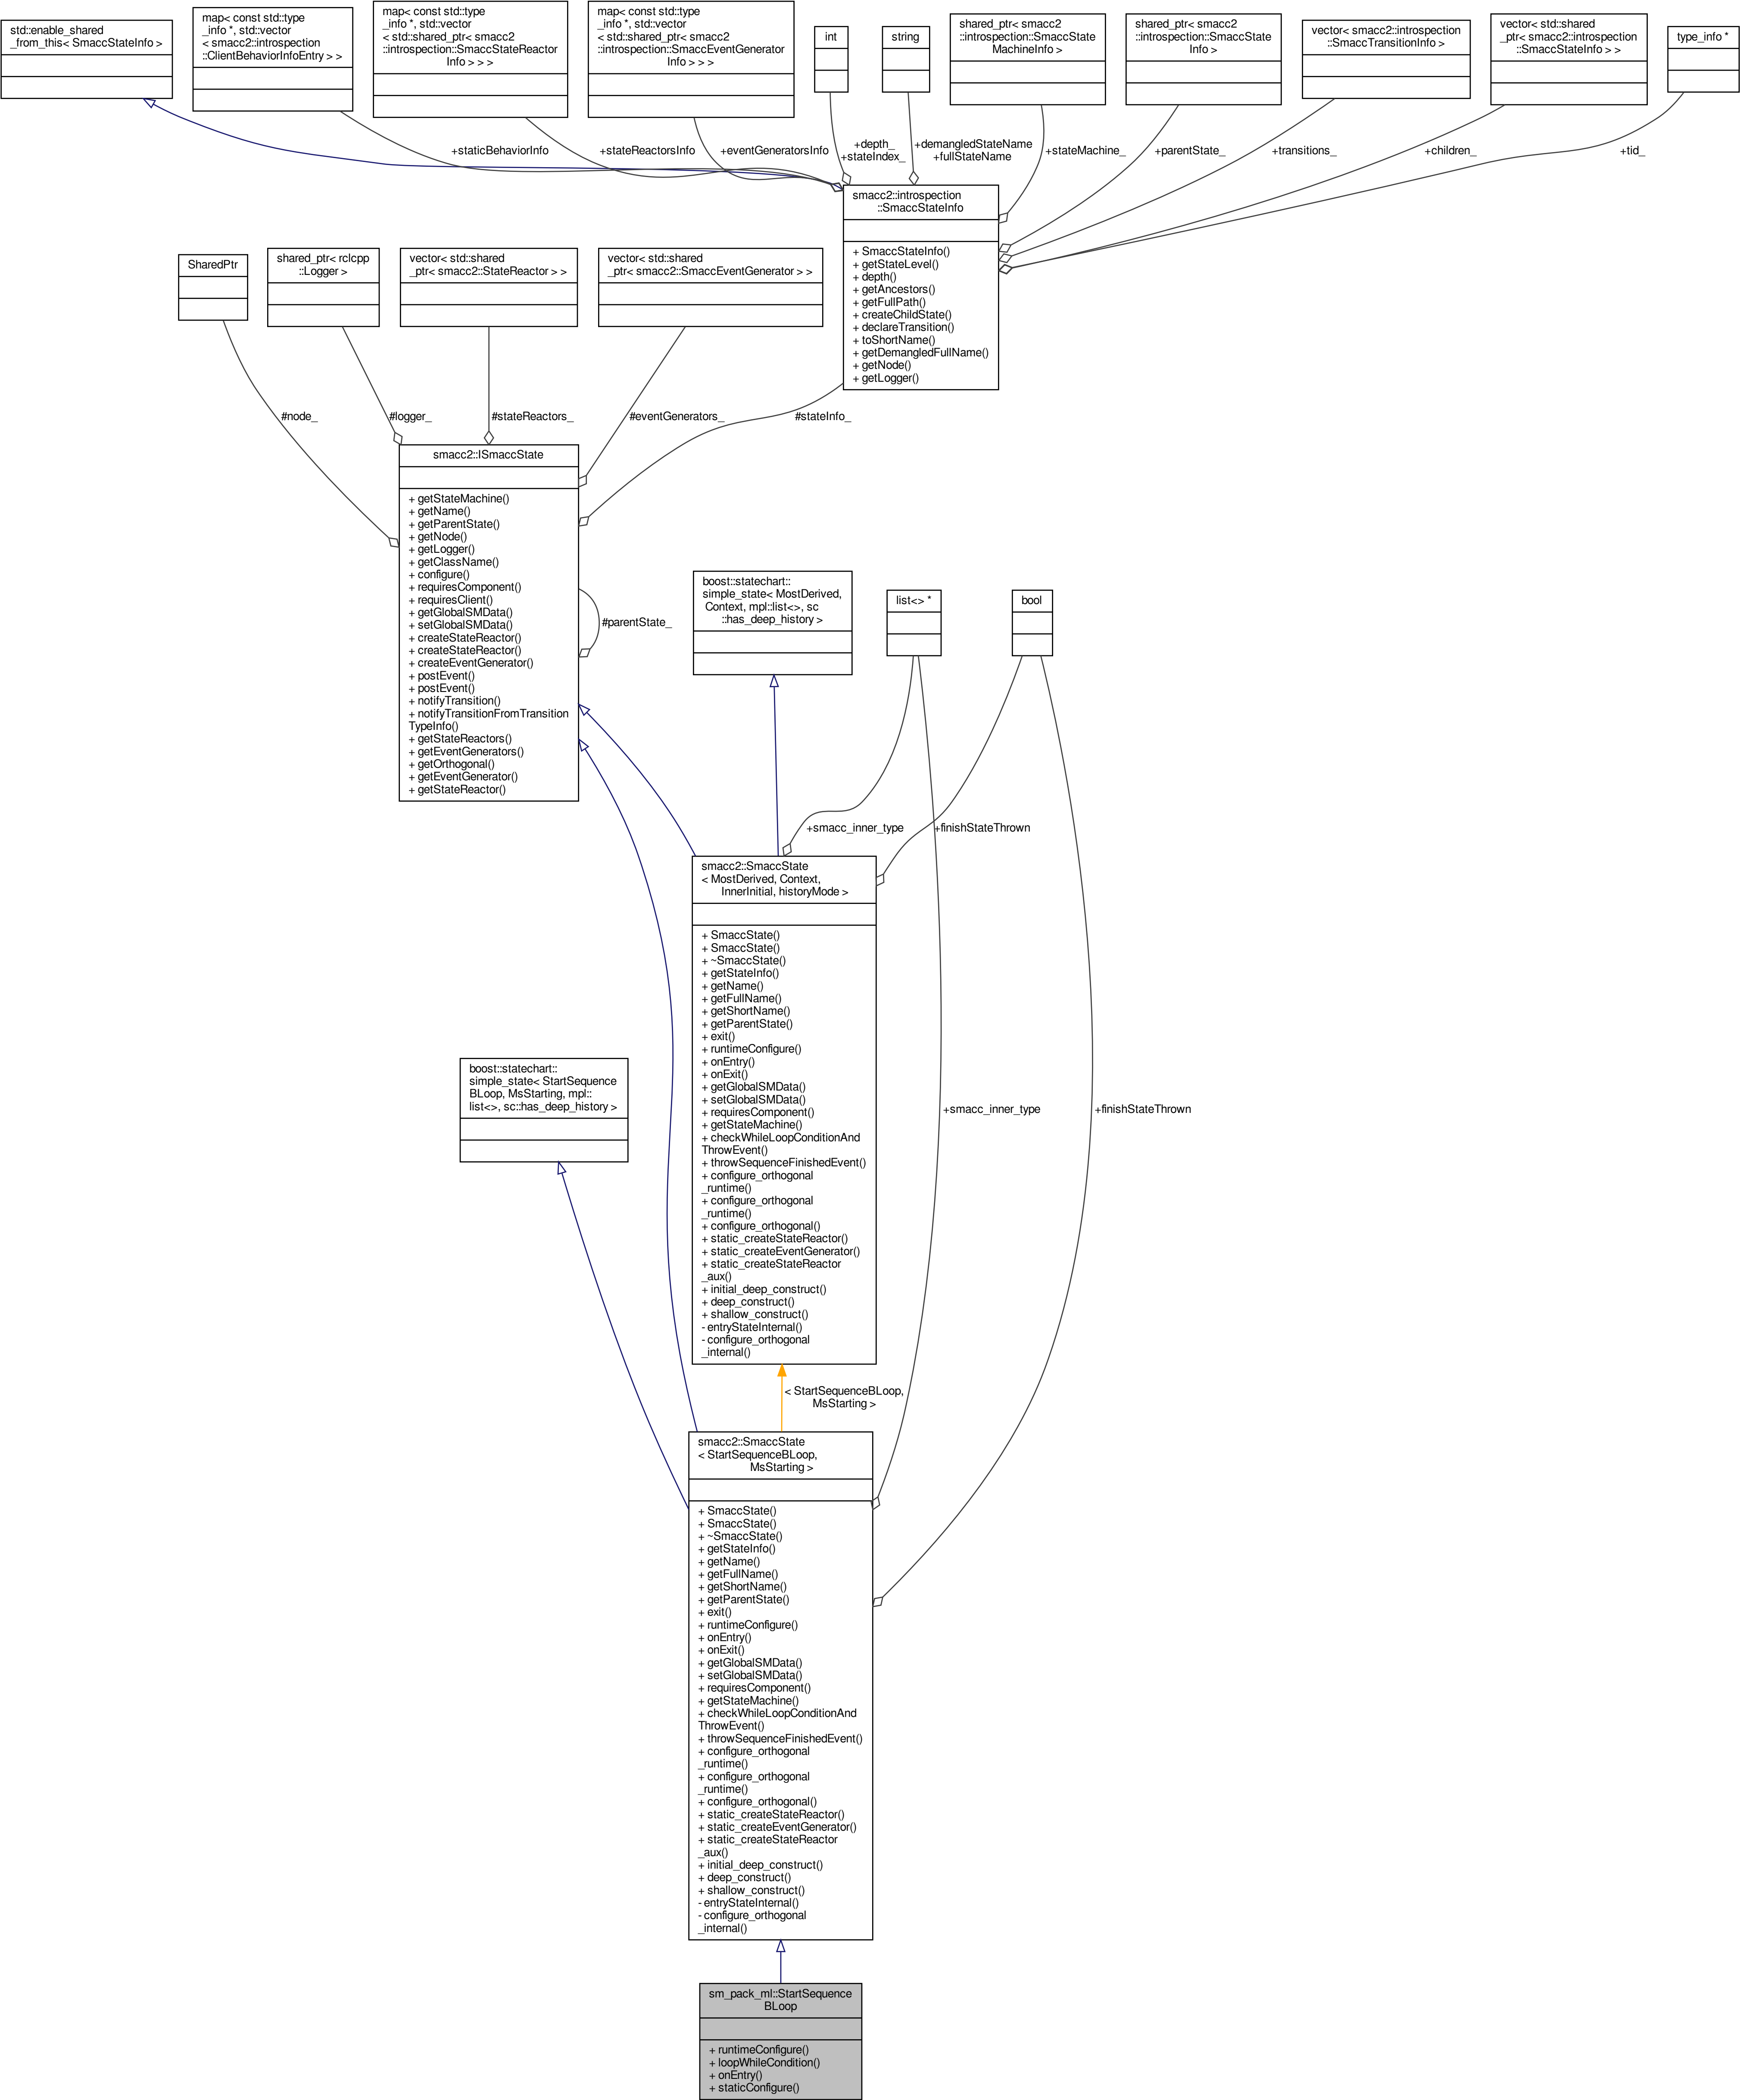 std::enable_shared
_from_this< SmaccStateInfo >
map< const std::type
_info *, std::vector
< smacc2::introspection
::ClientBehaviorInfoEntry > >
map< const std::type
_info *, std::vector
< std::shared_ptr< smacc2
::introspection::SmaccStateReactor
Info > > >
map< const std::type
_info *, std::vector
< std::shared_ptr< smacc2
::introspection::SmaccEventGenerator
Info > > >
int
string
shared_ptr< smacc2
::introspection::SmaccState
MachineInfo >
shared_ptr< smacc2
::introspection::SmaccState
Info >
vector< smacc2::introspection
::SmaccTransitionInfo >
vector< std::shared
_ptr< smacc2::introspection
::SmaccStateInfo > >
type_info *
+staticBehaviorInfo
+stateReactorsInfo
+eventGeneratorsInfo
+depth_
+stateIndex_
+demangledStateName
+fullStateName
+stateMachine_
+parentState_
+transitions_
+children_
+tid_
smacc2::introspection
::SmaccStateInfo
+ SmaccStateInfo()
+ getStateLevel()
+ depth()
+ getAncestors()
+ getFullPath()
+ createChildState()
+ declareTransition()
+ toShortName()
+ getDemangledFullName()
+ getNode()
+ getLogger()
SharedPtr
shared_ptr< rclcpp
::Logger >
vector< std::shared
_ptr< smacc2::StateReactor > >
vector< std::shared
_ptr< smacc2::SmaccEventGenerator > >
#node_
#logger_
#stateReactors_
#eventGenerators_
#stateInfo_
smacc2::ISmaccState
+ getStateMachine()
+ getName()
+ getParentState()
+ getNode()
+ getLogger()
+ getClassName()
+ configure()
+ requiresComponent()
+ requiresClient()
+ getGlobalSMData()
+ setGlobalSMData()
+ createStateReactor()
+ createStateReactor()
+ createEventGenerator()
+ postEvent()
+ postEvent()
+ notifyTransition()
+ notifyTransitionFromTransition
TypeInfo()
+ getStateReactors()
+ getEventGenerators()
+ getOrthogonal()
+ getEventGenerator()
+ getStateReactor()
#parentState_
boost::statechart::
simple_state< MostDerived,
Context, mpl::list<>, sc
::has_deep_history >
list<> *
bool
+smacc_inner_type
+finishStateThrown
smacc2::SmaccState
< MostDerived, Context,
InnerInitial, historyMode >
+ SmaccState()
+ SmaccState()
+ ~SmaccState()
+ getStateInfo()
+ getName()
+ getFullName()
+ getShortName()
+ getParentState()
+ exit()
+ runtimeConfigure()
+ onEntry()
+ onExit()
+ getGlobalSMData()
+ setGlobalSMData()
+ requiresComponent()
+ getStateMachine()
+ checkWhileLoopConditionAnd
ThrowEvent()
+ throwSequenceFinishedEvent()
+ configure_orthogonal
_runtime()
+ configure_orthogonal
_runtime()
+ configure_orthogonal()
+ static_createStateReactor()
+ static_createEventGenerator()
+ static_createStateReactor
_aux()
+ initial_deep_construct()
+ deep_construct()
+ shallow_construct()
- entryStateInternal()
- configure_orthogonal
_internal()
boost::statechart::
simple_state< StartSequence
BLoop, MsStarting, mpl::
list<>, sc::has_deep_history >
+smacc_inner_type
+finishStateThrown
< StartSequenceBLoop,
MsStarting >
smacc2::SmaccState
< StartSequenceBLoop,
MsStarting >
+ SmaccState()
+ SmaccState()
+ ~SmaccState()
+ getStateInfo()
+ getName()
+ getFullName()
+ getShortName()
+ getParentState()
+ exit()
+ runtimeConfigure()
+ onEntry()
+ onExit()
+ getGlobalSMData()
+ setGlobalSMData()
+ requiresComponent()
+ getStateMachine()
+ checkWhileLoopConditionAnd
ThrowEvent()
+ throwSequenceFinishedEvent()
+ configure_orthogonal
_runtime()
+ configure_orthogonal
_runtime()
+ configure_orthogonal()
+ static_createStateReactor()
+ static_createEventGenerator()
+ static_createStateReactor
_aux()
+ initial_deep_construct()
+ deep_construct()
+ shallow_construct()
- entryStateInternal()
- configure_orthogonal
_internal()
sm_pack_ml::StartSequence
BLoop
+ runtimeConfigure()
+ loopWhileCondition()
+ onEntry()
+ staticConfigure()